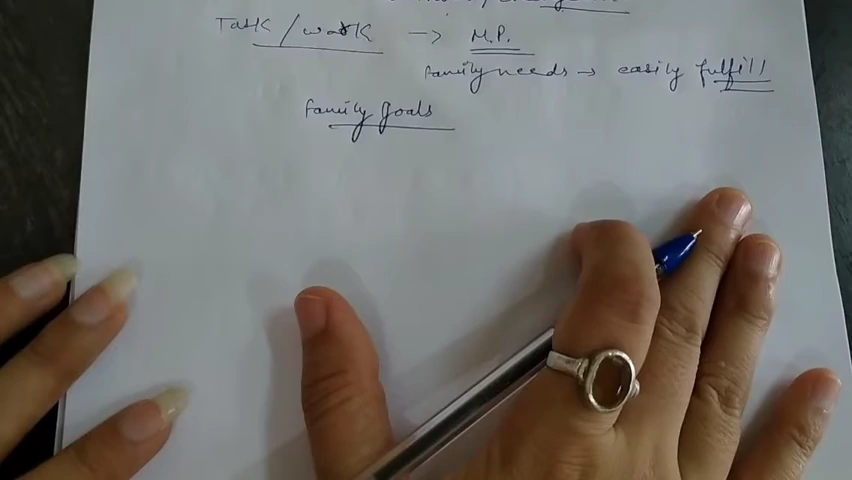 Task / work → M.P.
family needs → easily fulfill
family goals